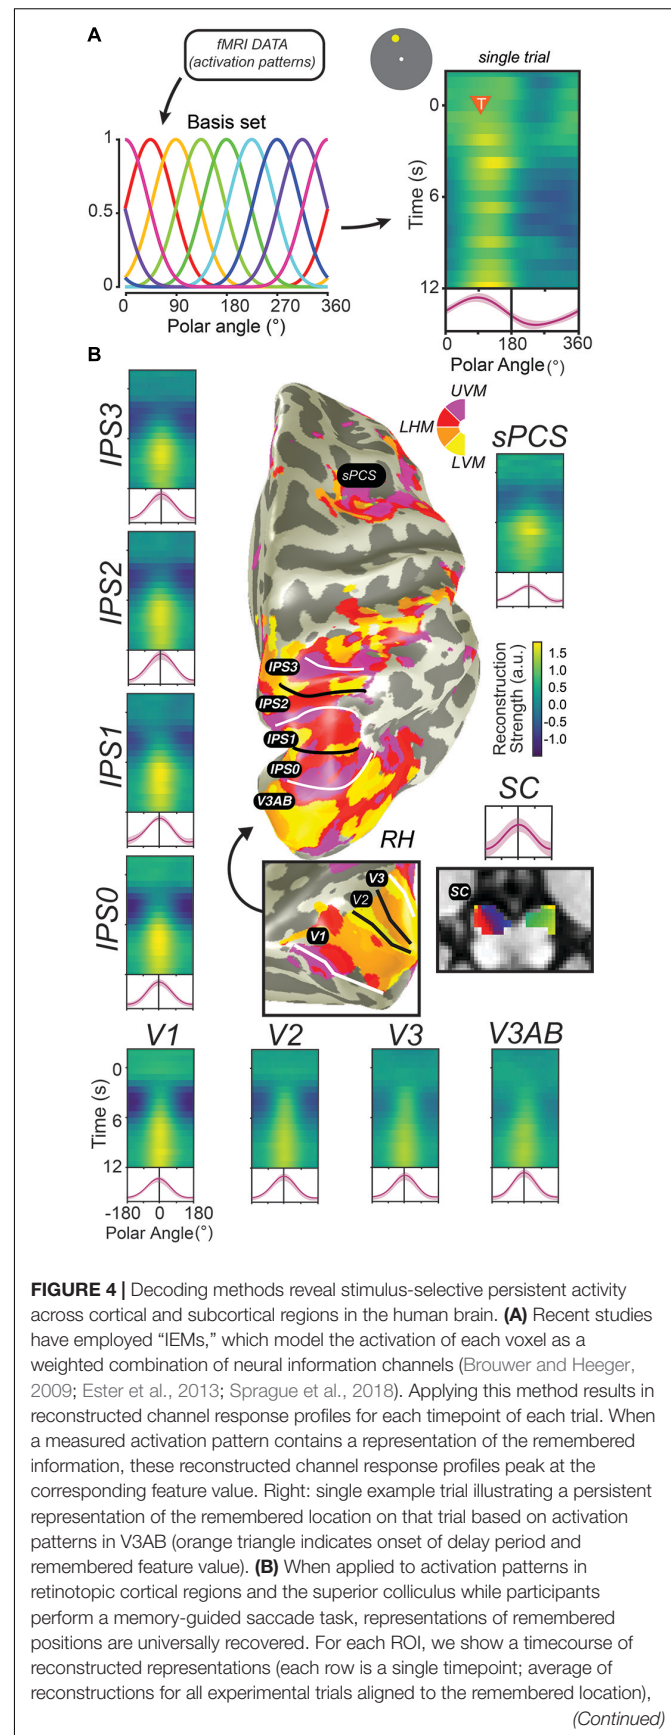 A
fMRI DATA
(activation patterns)
single trial
Basis set
1
0.5
0
0 90 180 270 360
Polar angle (°)
T
0
6
12
Time (s)
0 180 360
Polar Angle (°)
B
IPS3
IPS2
IPS1
IPS0
UVM
LHM
LVM
sPCS
sPCS
IPS3
IPS2
IPS1
IPS0
V3AB
Reconstruction
Strength (a.u.)
1.5
1.0
0.5
0.0
-0.5
-1.0
SC
RH
V3
V2
V1
SC
V1 V2 V3 V3AB
Time (s)
0
6
12
-180 0 180
Polar Angle(°)
FIGURE 4 | Decoding methods reveal stimulus-selective persistent activity
across cortical and subcortical regions in the human brain. (A) Recent studies
have employed “IEMs,” which model the activation of each voxel as a
weighted combination of neural information channels (Brouwer and Heeger,
2009; Ester et al., 2013; Sprague et al., 2018). Applying this method results in
reconstructed channel response profiles for each timepoint of each trial. When
a measured activation pattern contains a representation of the remembered
information, these reconstructed channel response profiles peak at the
corresponding feature value. Right: single example trial illustrating a persistent
representation of the remembered location on that trial based on activation
patterns in V3AB (orange triangle indicates onset of delay period and
remembered feature value). (B) When applied to activation patterns in
retinotopic cortical regions and the superior colliculus while participants
perform a memory-guided saccade task, representations of remembered
positions are universally recovered. For each ROI, we show a timecourse of
reconstructed representations (each row is a single timepoint; average of
reconstructions for all experimental trials aligned to the remembered location),
(Continued)